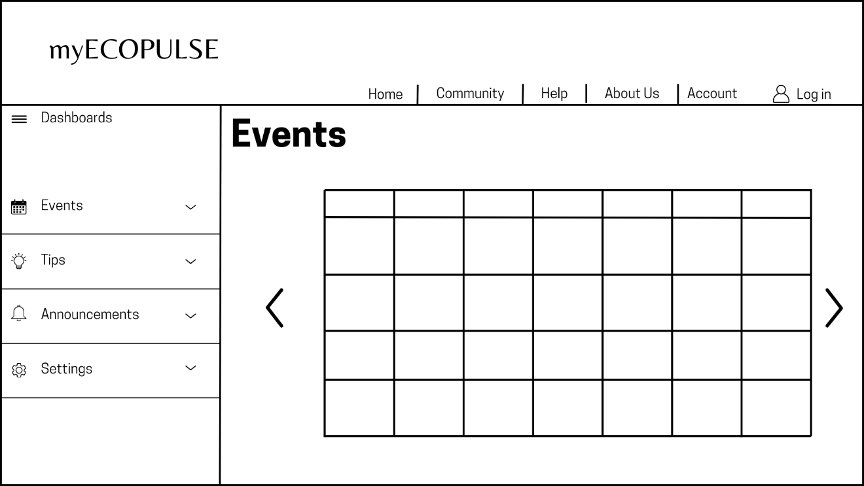 myECOPULSE
Home Community Help About Us Account Log in
Dashboards
Events
Events
Tips
Announcements
Settings